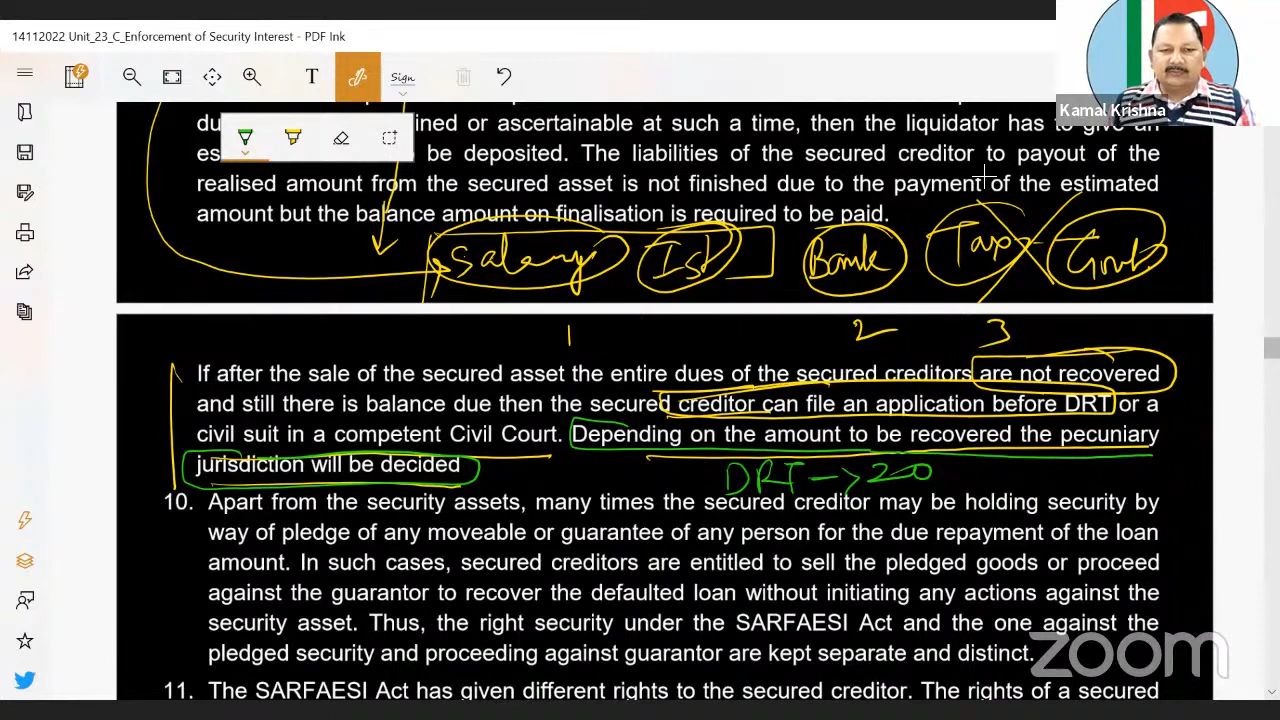 14112022 Unit_23_C_Enforcement of Security Interest - PDF Ink
Kamal Krishna
T
Sign
du ined or ascertainable at such a time, then the liquidator has to give an
es be deposited. The liabilities of the secured creditor to payout of the
realised amount from the secured asset is not finished due to the payment of the estimated
amount but the balance amount on finalisation is required to be paid.
Salary Ist Bank Tax Govt
1 2 3
If after the sale of the secured asset the entire dues of the secured creditors are not recovered
and still there is balance due then the secured creditor can file an application before DRT or a
civil suit in a competent Civil Court. Depending on the amount to be recovered the pecuniary
jurisdiction will be decided
DRT -> 20
10. Apart from the security assets, many times the secured creditor may be holding security by
way of pledge of any moveable or guarantee of any person for the due repayment of the loan
amount. In such cases, secured creditors are entitled to sell the pledged goods or proceed
against the guarantor to recover the defaulted loan without initiating any actions against the
security asset. Thus, the right security under the SARFAESI Act and the one against the
pledged security and proceeding against guarantor are kept separate and distinct.
zoom
11. The SARFAESI Act has given different rights to the secured creditor. The rights of a secured